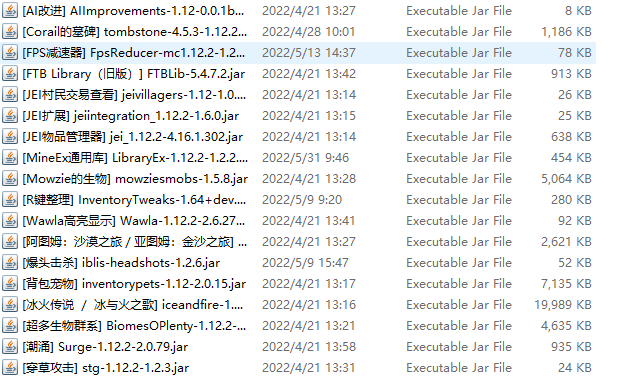 [AI改进] AIImprovements-1.12-0.0.1b... 2022/4/21 13:27 Executable Jar File 8 KB
[Corail的墓碑] tombstone-4.5.3-1.12.2... 2022/4/28 10:01 Executable Jar File 1,186 KB
[FPS减速器] FpsReducer-mc1.12.2-1.2... 2022/5/13 14:37 Executable Jar File 78 KB
[FTB Library（旧版）] FTBLib-5.4.7.2.jar 2022/4/21 13:42 Executable Jar File 913 KB
[JEI村民交易查看] jeivillagers-1.12-1.0.... 2022/4/21 13:14 Executable Jar File 26 KB
[JEI扩展] jeiintegration_1.12.2-1.6.0.jar 2022/4/21 13:15 Executable Jar File 25 KB
[JEI物品管理器] jei_1.12.2-4.16.1.302.jar 2022/4/21 13:14 Executable Jar File 638 KB
[MineEx通用库] LibraryEx-1.12.2-1.2.2.... 2022/5/31 9:46 Executable Jar File 454 KB
[Mowzie的生物] mowziesmobs-1.5.8.jar 2022/4/21 13:28 Executable Jar File 5,064 KB
[R键整理] InventoryTweaks-1.64+dev.... 2022/5/9 9:20 Executable Jar File 280 KB
[Wawla高亮显示] Wawla-1.12.2-2.6.27... 2022/4/21 13:41 Executable Jar File 92 KB
[阿图姆：沙漠之旅 / 亚图姆：金沙之旅] ... 2022/4/21 13:27 Executable Jar File 2,621 KB
[爆头击杀] iblis-headshots-1.2.6.jar 2022/5/9 15:47 Executable Jar File 52 KB
[背包宠物] inventorypets-1.12-2.0.15.jar 2022/4/21 13:17 Executable Jar File 7,135 KB
[冰火传说 / 冰与火之歌] iceandfire-1.... 2022/4/21 13:16 Executable Jar File 19,989 KB
[超多生物群系] BiomesOPlenty-1.12.2-... 2022/4/21 13:21 Executable Jar File 4,635 KB
[潮涌] Surge-1.12.2-2.0.79.jar 2022/4/21 13:58 Executable Jar File 935 KB
[穿草攻击] stg-1.12.2-1.2.3.jar 2022/4/21 13:31 Executable Jar File 24 KB